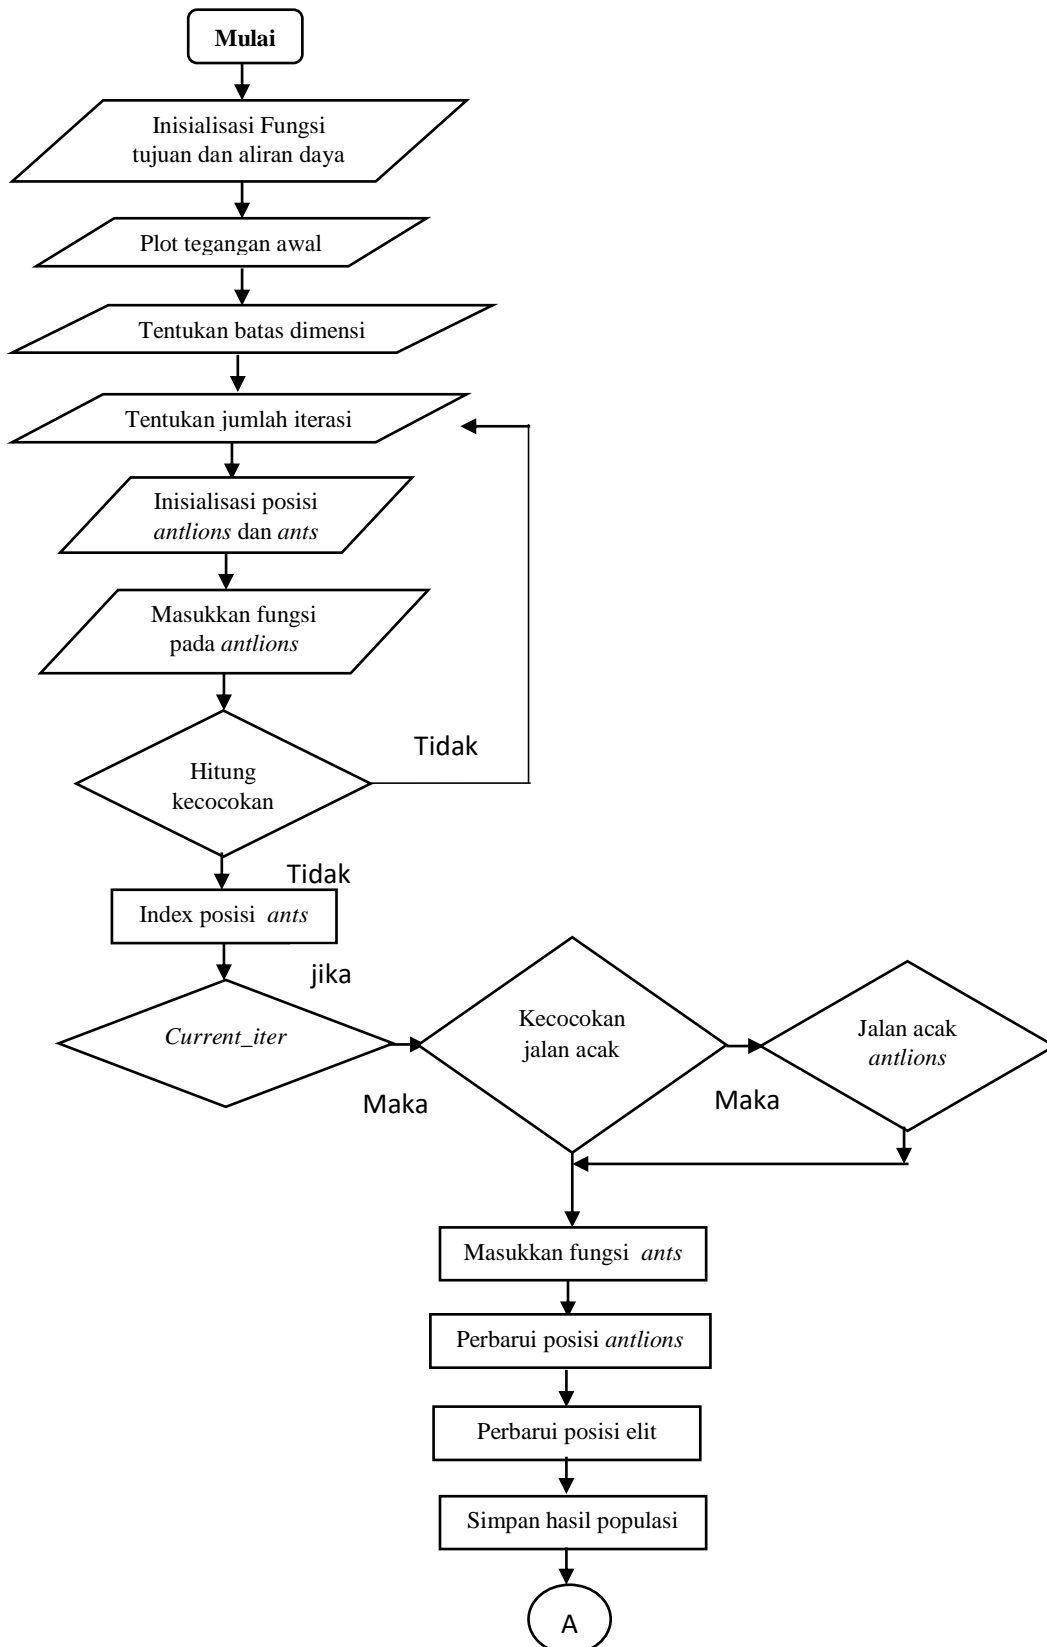 Mulai
Inisialisasi Fungsi
tujuan dan aliran daya
Plot tegangan awal
Tentukan batas dimensi
Tentukan jumlah iterasi
Inisialisasi posisi
antlions dan ants
Masukkan fungsi
pada antlions
Hitung
kecocokan
Tidak
Tidak
Index posisi ants
jika
Current_iter
Maka
Kecocokan
jalan acak
Maka
Jalan acak
antlions
Masukkan fungsi ants
Perbarui posisi antlions
Perbarui posisi elit
Simpan hasil populasi
A